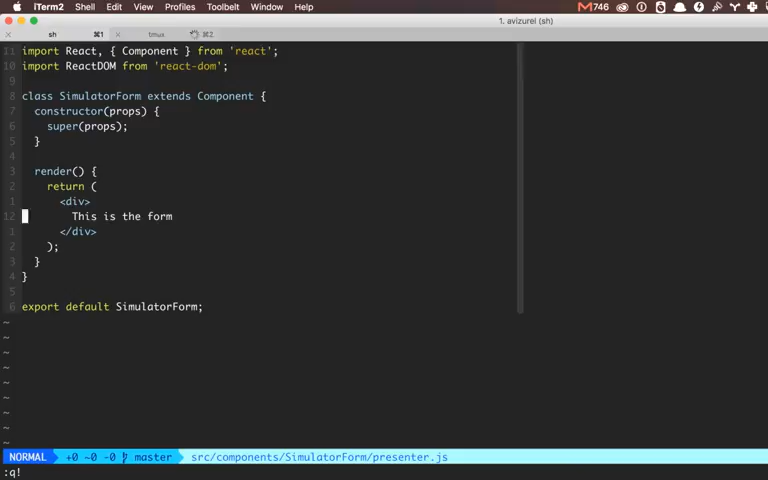 iTerm2 Shell Edit View Profiles Toolbelt Window Help 746
1. avizurel (sh)
sh ⌘1 tmux ⌘2
11 import React, { Component } from 'react';
10 import ReactDOM from 'react-dom';
9
8 class SimulatorForm extends Component {
7 constructor(props) {
6 super(props);
5 }
4
3 render() {
2 return (
1 <div>
12 This is the form
1 </div>
2 );
3 }
4 }
5
6 export default SimulatorForm;
~
~
~
~
~
~
~
~
~
NORMAL +0 ~0 -0 master src/components/SimulatorForm/presenter.js
:q!